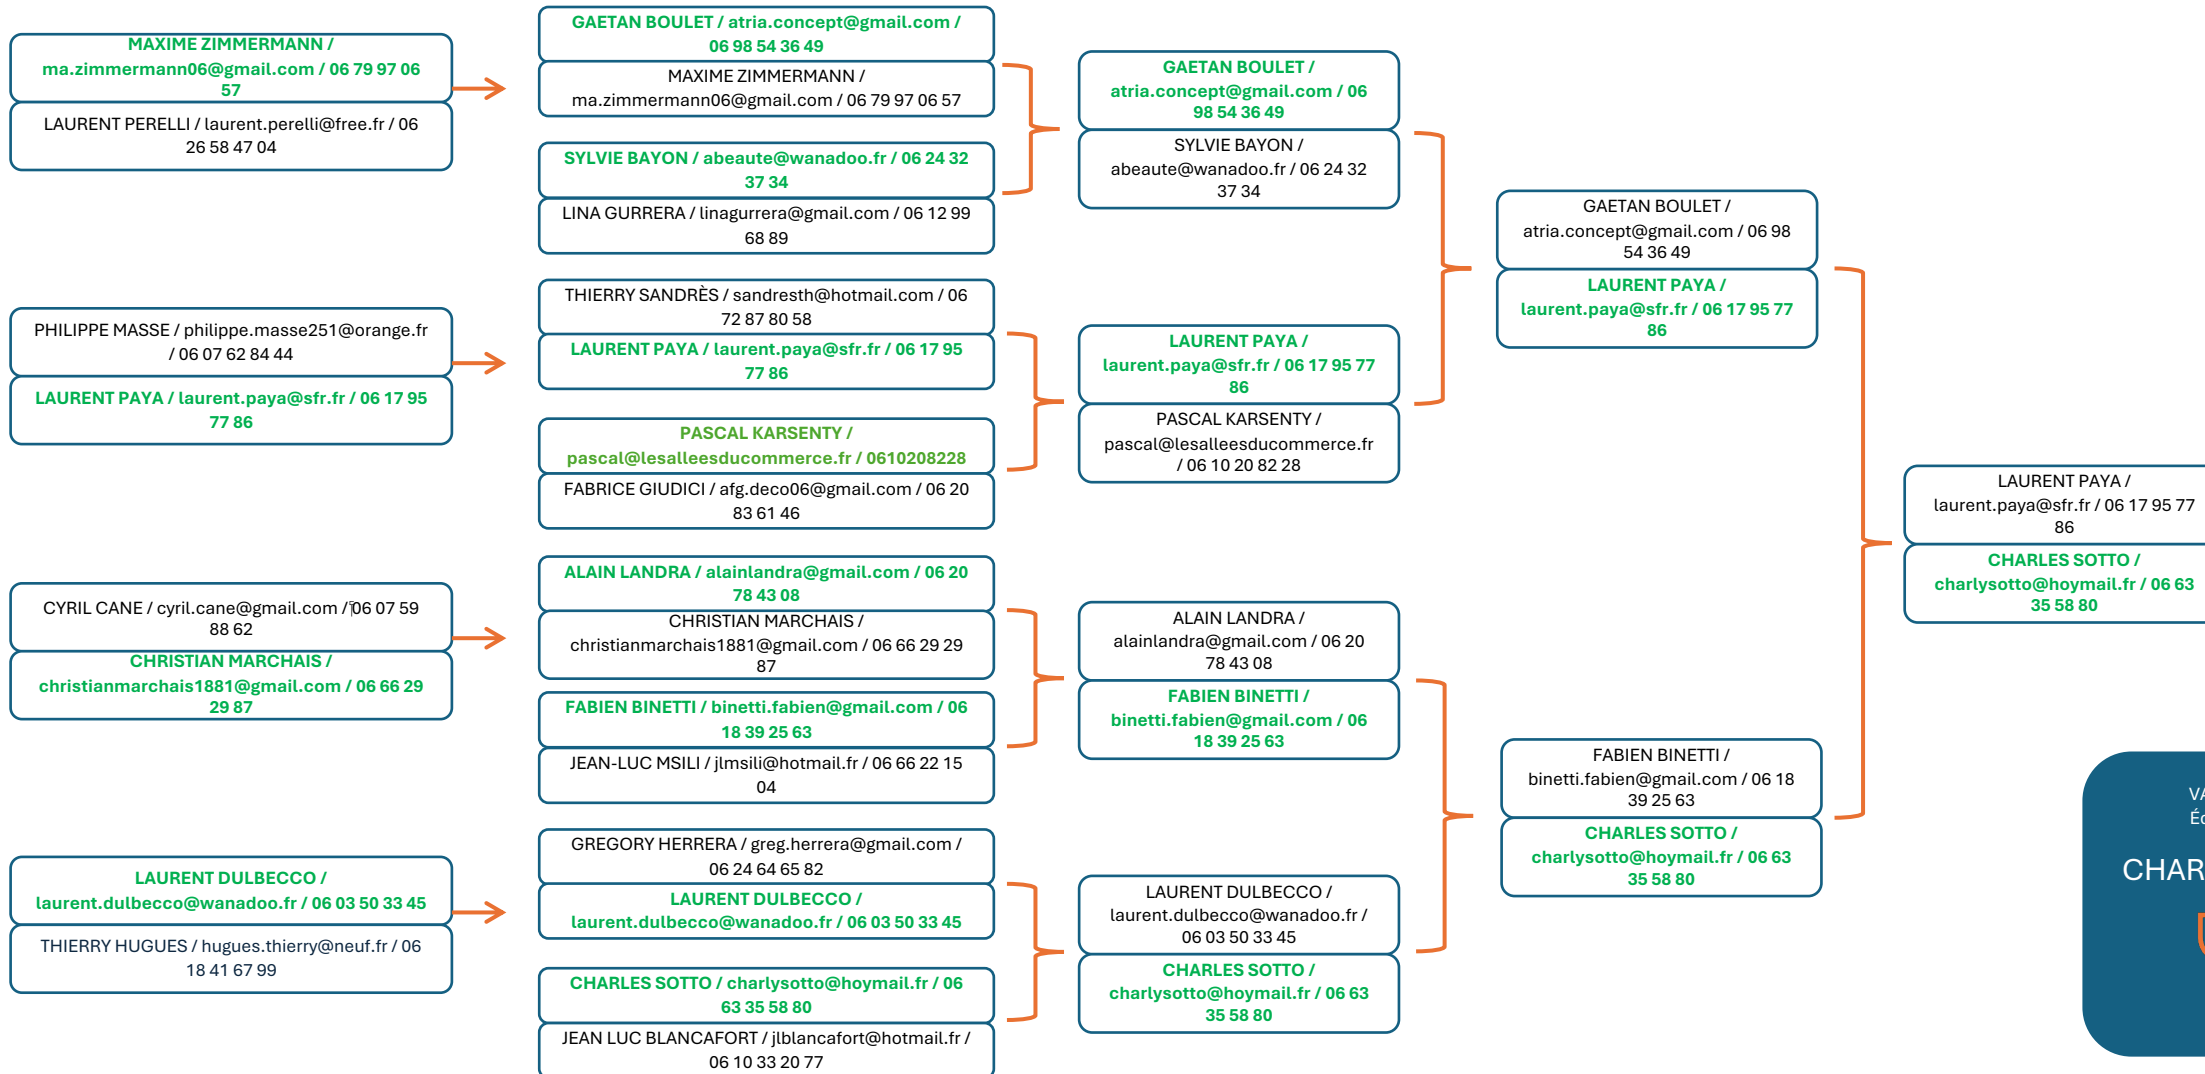 MAXIME ZIMMERMANN /
ma.zimmermann06@gmail.com / 06 79 97 06
57
LAURENT PERELLI / laurent.perelli@free.fr / 06
26 58 47 04
PHILIPPE MASSE / philippe.masse251@orange.fr
/ 06 07 62 84 44
LAURENT PAYA / laurent.paya@sfr.fr / 06 17 95
77 86
CYRIL CANE / cyril.cane@gmail.com / 06 07 59
88 62
CHRISTIAN MARCHAIS /
christianmarchais1881@gmail.com / 06 66 29
29 87
LAURENT DULBECCO /
laurent.dulbecco@wanadoo.fr / 06 03 50 33 45
THIERRY HUGUES / hugues.thierry@neuf.fr / 06
18 41 67 99
GAETAN BOULET / atria.concept@gmail.com /
06 98 54 36 49
MAXIME ZIMMERMANN /
ma.zimmermann06@gmail.com / 06 79 97 06 57
SYLVIE BAYON / abeaute@wanadoo.fr / 06 24 32
37 34
LINA GURRERA / linagurrera@gmail.com / 06 12 99
68 89
THIERRY SANDRÈS / sandresth@hotmail.com / 06
72 87 80 58
LAURENT PAYA / laurent.paya@sfr.fr / 06 17 95
77 86
PASCAL KARSENTY /
pascal@lesalleesducommerce.fr / 0610208228
FABRICE GIUDICI / afg.deco06@gmail.com / 06 20
83 61 46
ALAIN LANDRA / alainlandra@gmail.com / 06 20
78 43 08
CHRISTIAN MARCHAIS /
christianmarchais1881@gmail.com / 06 66 29 29
87
FABIEN BINETTI / binetti.fabien@gmail.com / 06
18 39 25 63
JEAN-LUC MSILI / jlmsili@hotmail.fr / 06 66 22 15
04
GREGORY HERRERA / greg.herrera@gmail.com /
06 24 64 65 82
LAURENT DULBECCO /
laurent.dulbecco@wanadoo.fr / 06 03 50 33 45
CHARLES SOTTO / charlysotto@hoymail.fr / 06
63 35 58 80
JEAN LUC BLANCAFORT / jlblancafort@hotmail.fr /
06 10 33 20 77
GAETAN BOULET /
atria.concept@gmail.com / 06
98 54 36 49
SYLVIE BAYON /
abeaute@wanadoo.fr / 06 24 32
37 34
LAURENT PAYA /
laurent.paya@sfr.fr / 06 17 95 77
86
PASCAL KARSENTY /
pascal@lesalleesducommerce.fr
/ 06 10 20 82 28
ALAIN LANDRA /
alainlandra@gmail.com / 06 20
78 43 08
FABIEN BINETTI /
binetti.fabien@gmail.com / 06
18 39 25 63
LAURENT DULBECCO /
laurent.dulbecco@wanadoo.fr /
06 03 50 33 45
CHARLES SOTTO /
charlysotto@hoymail.fr / 06 63
35 58 80
GAETAN BOULET /
atria.concept@gmail.com / 06 98
54 36 49
LAURENT PAYA /
laurent.paya@sfr.fr / 06 17 95 77
86
FABIEN BINETTI /
binetti.fabien@gmail.com / 06 18
39 25 63
CHARLES SOTTO /
charlysotto@hoymail.fr / 06 63
35 58 80
LAURENT PAYA /
laurent.paya@sfr.fr / 06 17 95 77
86
CHARLES SOTTO /
charlysotto@hoymail.fr / 06 63
35 58 80
CHAR